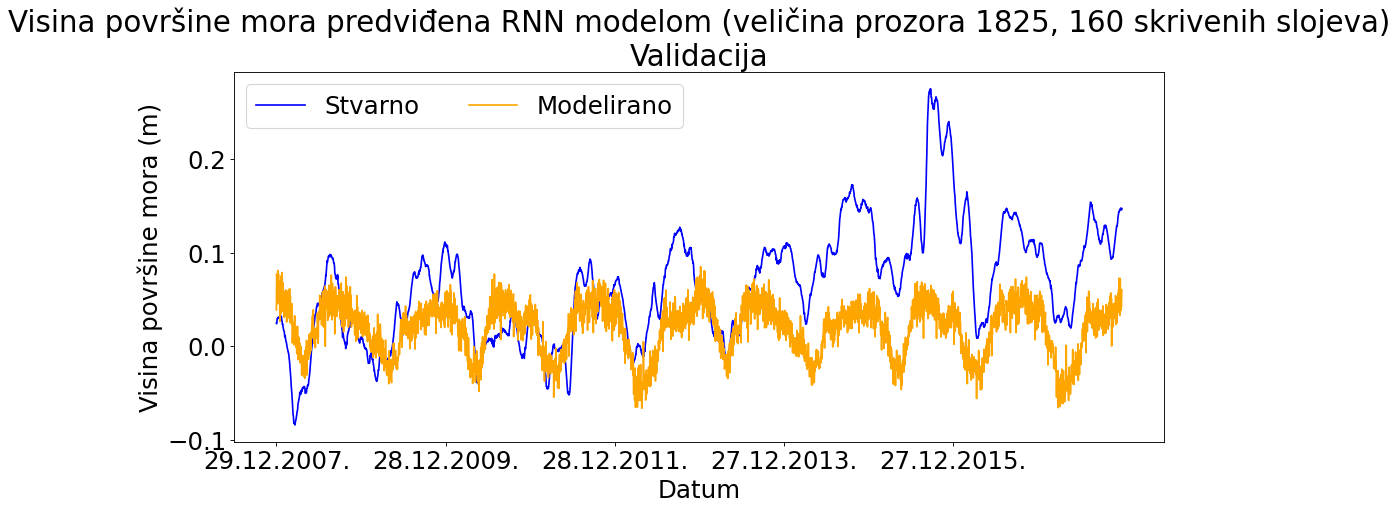 Visina površine mora predviđena RNN modelom (veličina prozora 1825, 160 skrivenih slojeva)
Validacija
Stvarno Modelirano
Visina površine mora (m)
0.2
0.1
0.0
−0.1
29.12.2007. 28.12.2009. 28.12.2011. 27.12.2013. 27.12.2015.
Datum